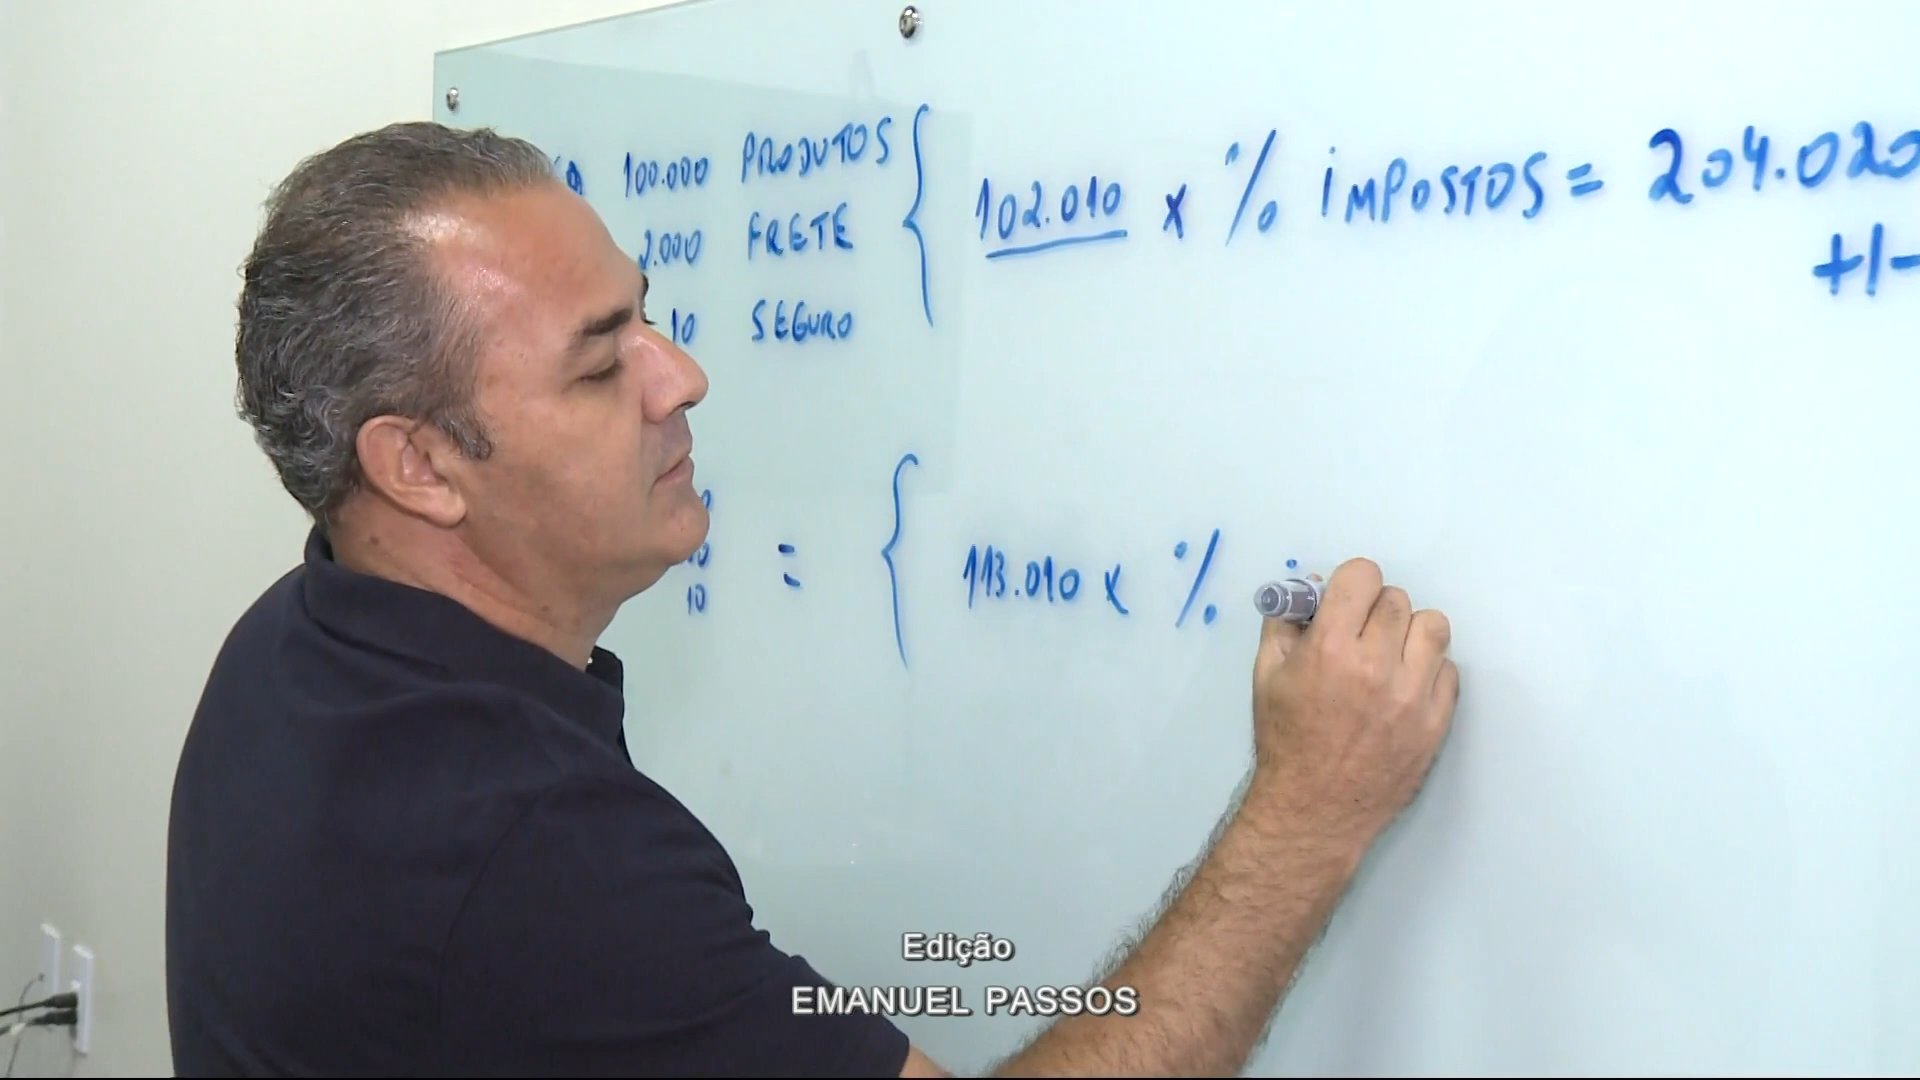 100.000 PRODUTOS
2.000 FRETE
10 SEGURO
102.010 x % iMPOSTOS = 204.020
+/-
10
= { 113.010 x %
Edição
EMANUEL PASSOS